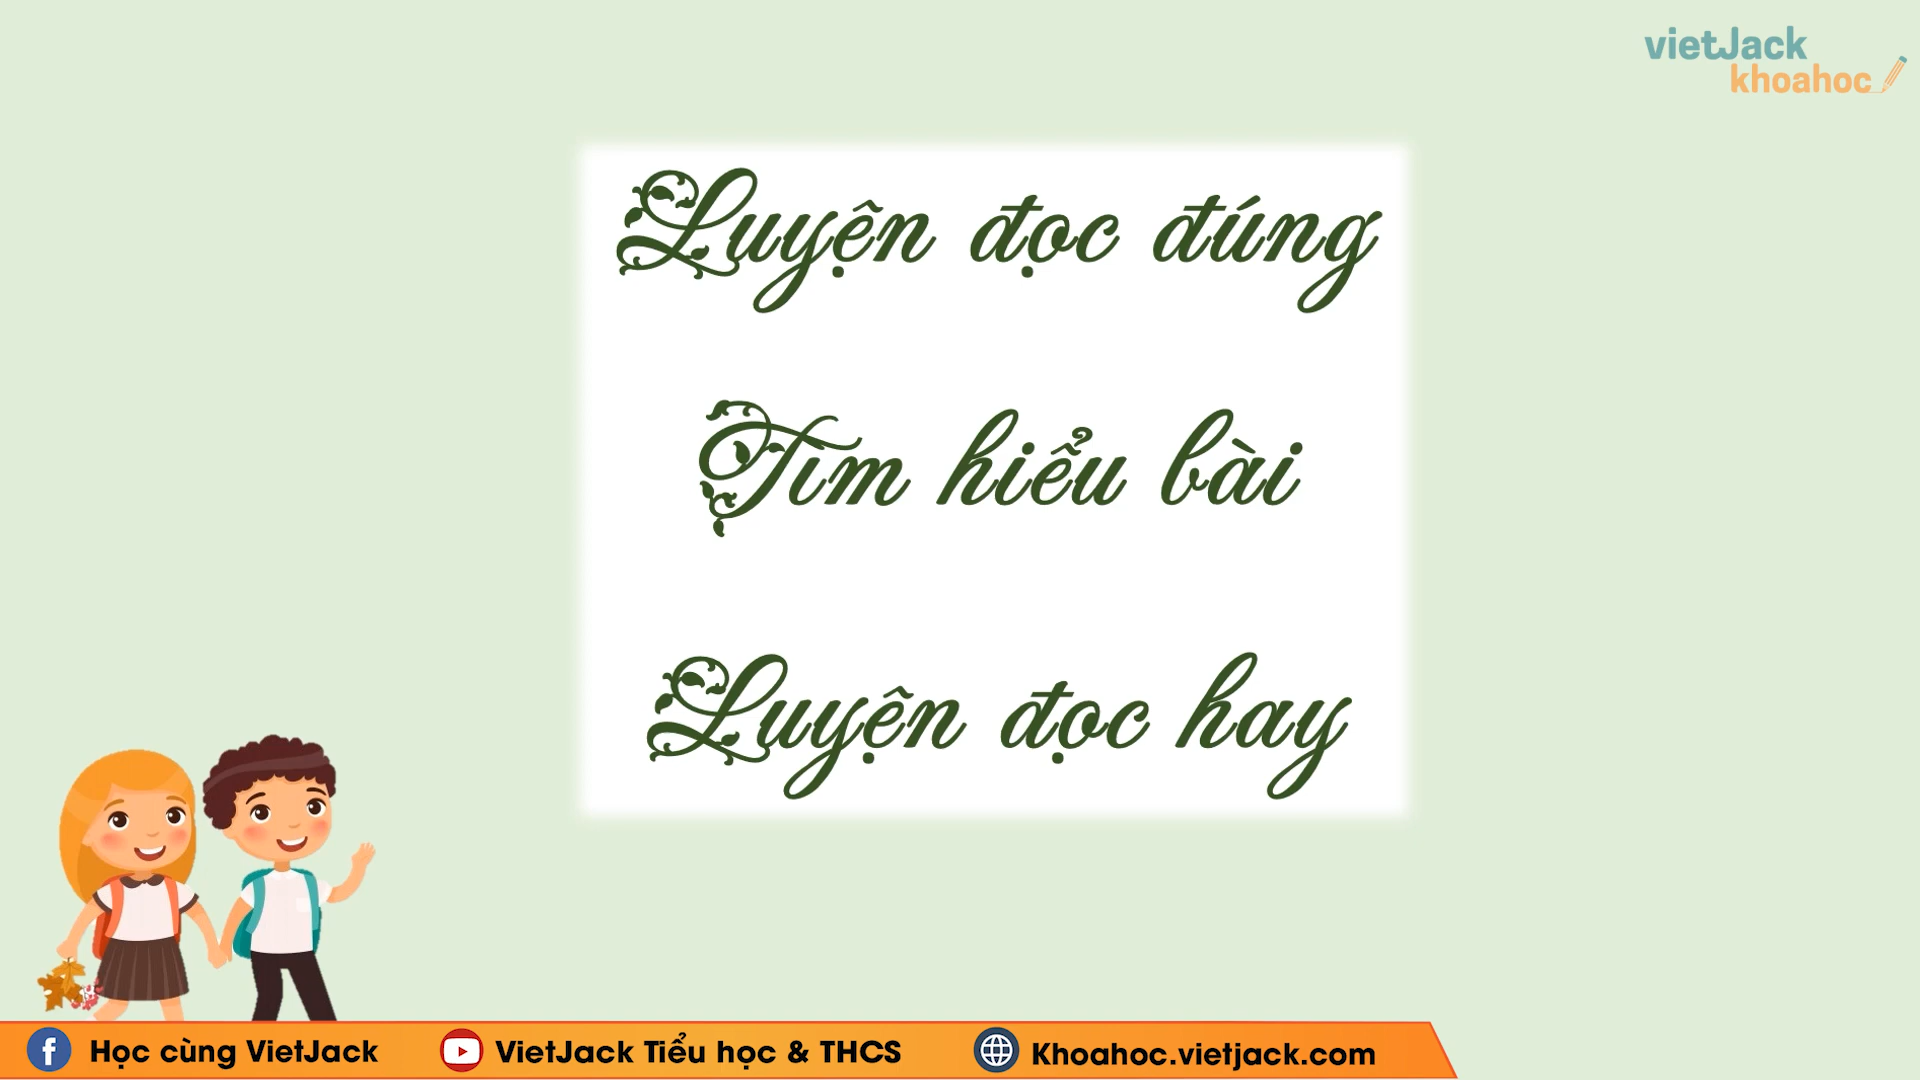 vietJack
khoahoc
Luyện đọc đúng
Tìm hiểu bài
Luyện đọc hay
Học cùng VietJack
VietJack Tiểu học & THCS
Khoahoc.vietjack.com